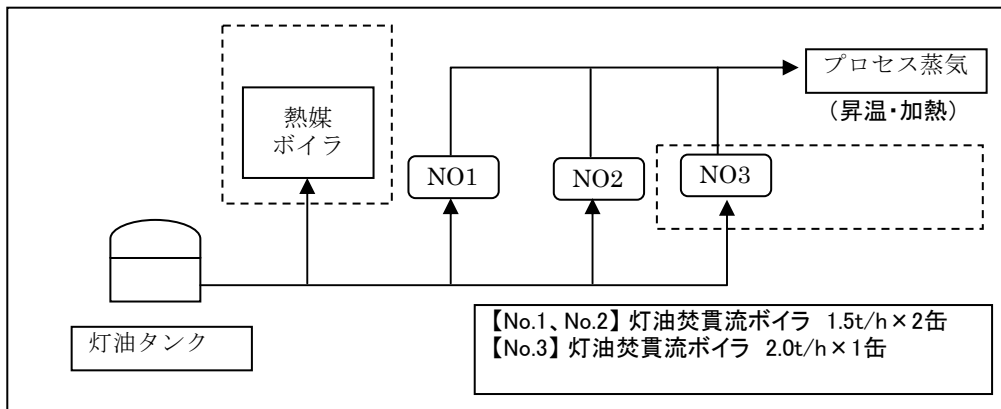 プロセス蒸気
(昇温・加熱)
熱媒
ボイラ
NO1
NO2
NO3
灯油タンク
【No.1、No.2】 灯油焚貫流ボイラ 1.5t/h×2缶
【No.3】 灯油焚貫流ボイラ 2.0t/h×1缶